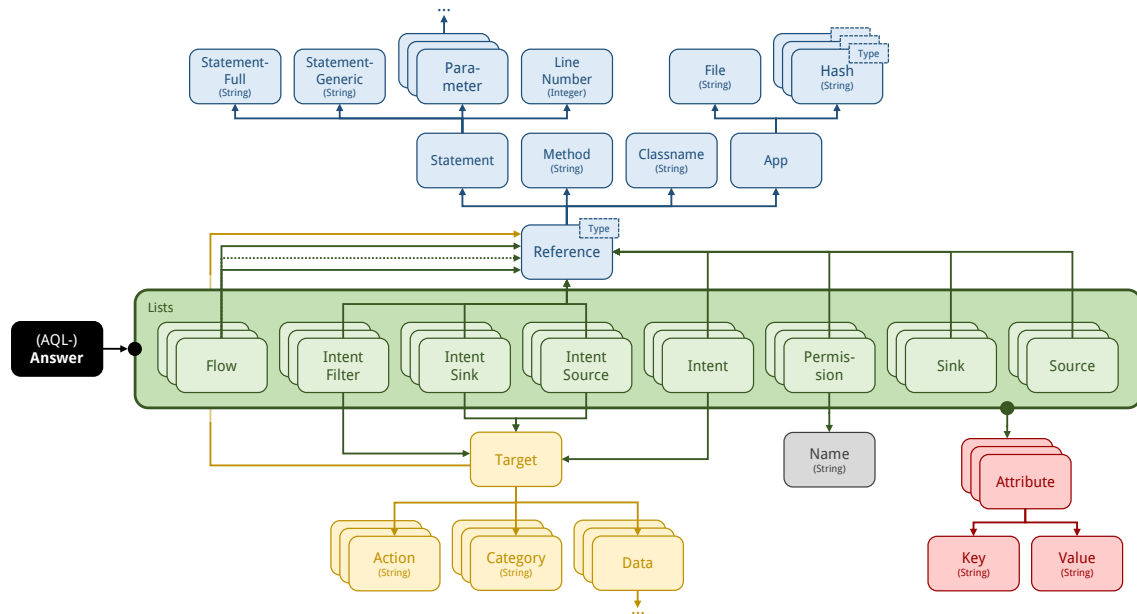 ...
Statement-
Full
(String)
Statement-
Generic
(String)
Para-
meter
Line
Number
(Integer)
File
(String)
Type
Hash
(String)
Statement
Method
(String)
Classname
(String)
App
Type
Reference
Lists
(AQL-)
Answer
Flow
Intent
Filter
Intent
Sink
Intent
Source
Intent
Permis-
sion
Sink
Source
Target
Name
(String)
Attribute
Action
(String)
Category
(String)
Data
Key
(String)
Value
(String)
...